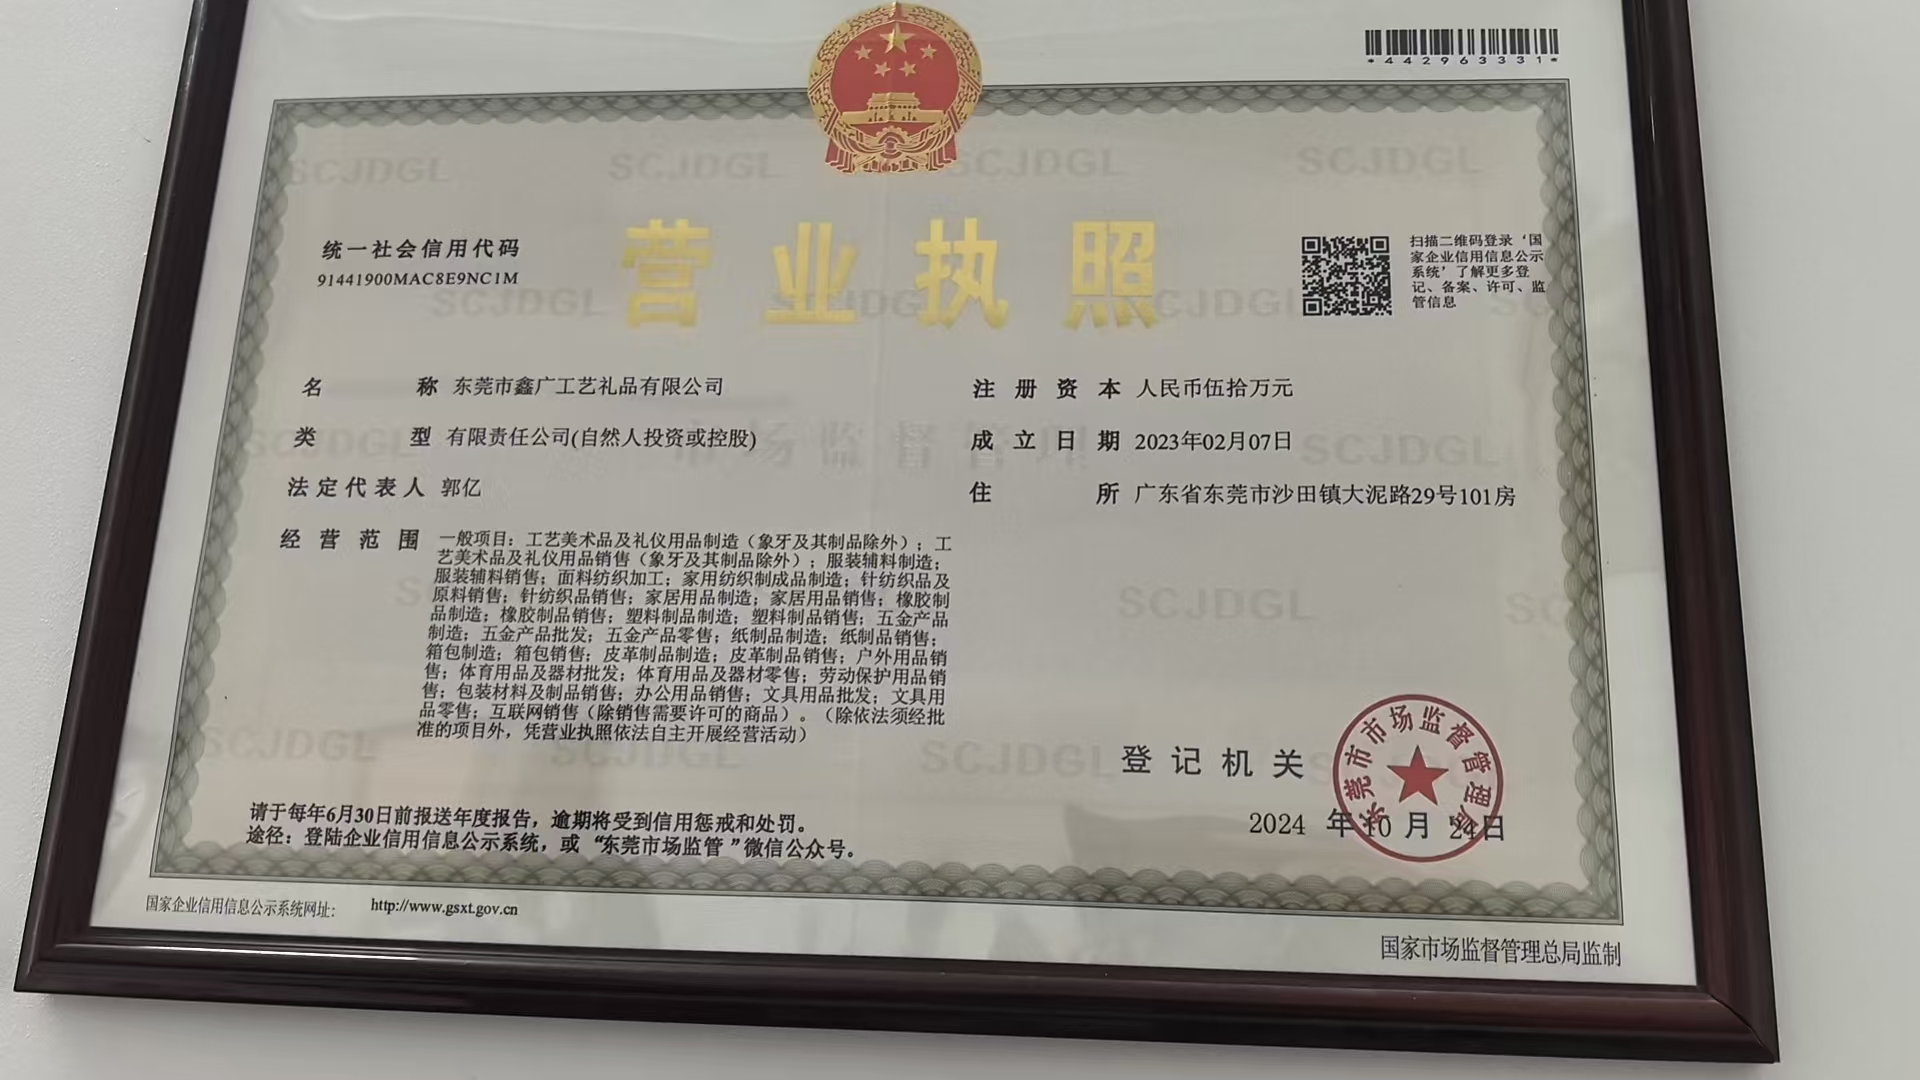 *442963331*
营业执照
统一社会信用代码
91441900MAC8E9NC1M
扫描二维码登录‘国
家企业信用信息公示
系统’了解更多登
记、备案、许可、监
管信息
名 称 东莞市鑫广工艺礼品有限公司
类 型 有限责任公司(自然人投资或控股)
法定代表人 郭亿
经营范围 一般项目：工艺美术品及礼仪用品制造（象牙及其制品除外）；工
艺美术品及礼仪用品销售（象牙及其制品除外）；服装辅料制造；
服装辅料销售；面料纺织加工；家用纺织制成品制造；针纺织品及
原料销售；针纺织品销售；家居用品制造；家居用品销售；橡胶制
品制造；橡胶制品销售；塑料制品制造；塑料制品销售；五金产品
制造；五金产品批发；五金产品零售；纸制品制造；纸制品销售；
箱包制造；箱包销售；皮革制品制造；皮革制品销售；户外用品销
售；体育用品及器材批发；体育用品及器材零售；劳动保护用品销
售；包装材料及制品销售；办公用品销售；文具用品批发；文具用
品零售；互联网销售（除销售需要许可的商品）。（除依法须经批
准的项目外，凭营业执照依法自主开展经营活动）
注册资本 人民币伍拾万元
成立日期 2023年02月07日
住 所 广东省东莞市沙田镇大泥路29号101房
登记机关
东莞市市场监督管理局
2024 年 10 月 24日
请于每年6月30日前报送年度报告，逾期将受到信用惩戒和处罚。
途径：登陆企业信用信息公示系统，或“东莞市场监管”微信公众号。
国家企业信用信息公示系统网址： http://www.gsxt.gov.cn
国家市场监督管理总局监制